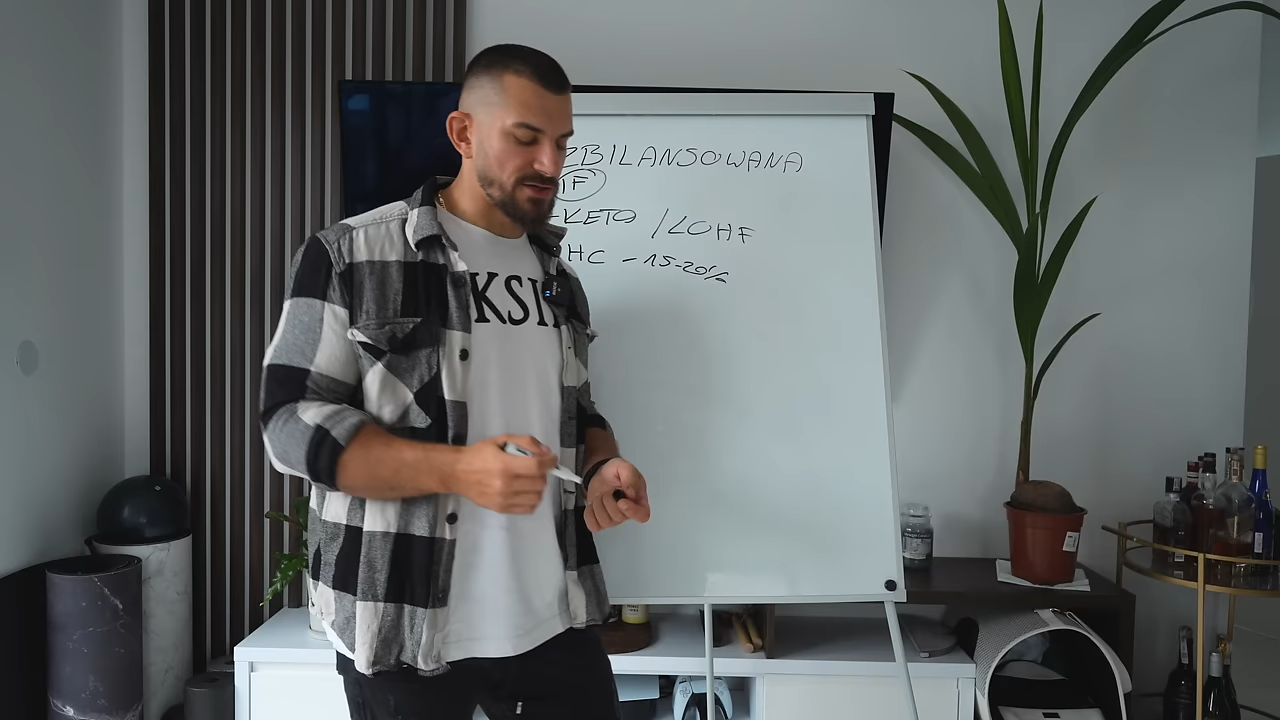 ZBILANSOWANA
IF
-KETO /LCHF
HC - 15-20%
KSI